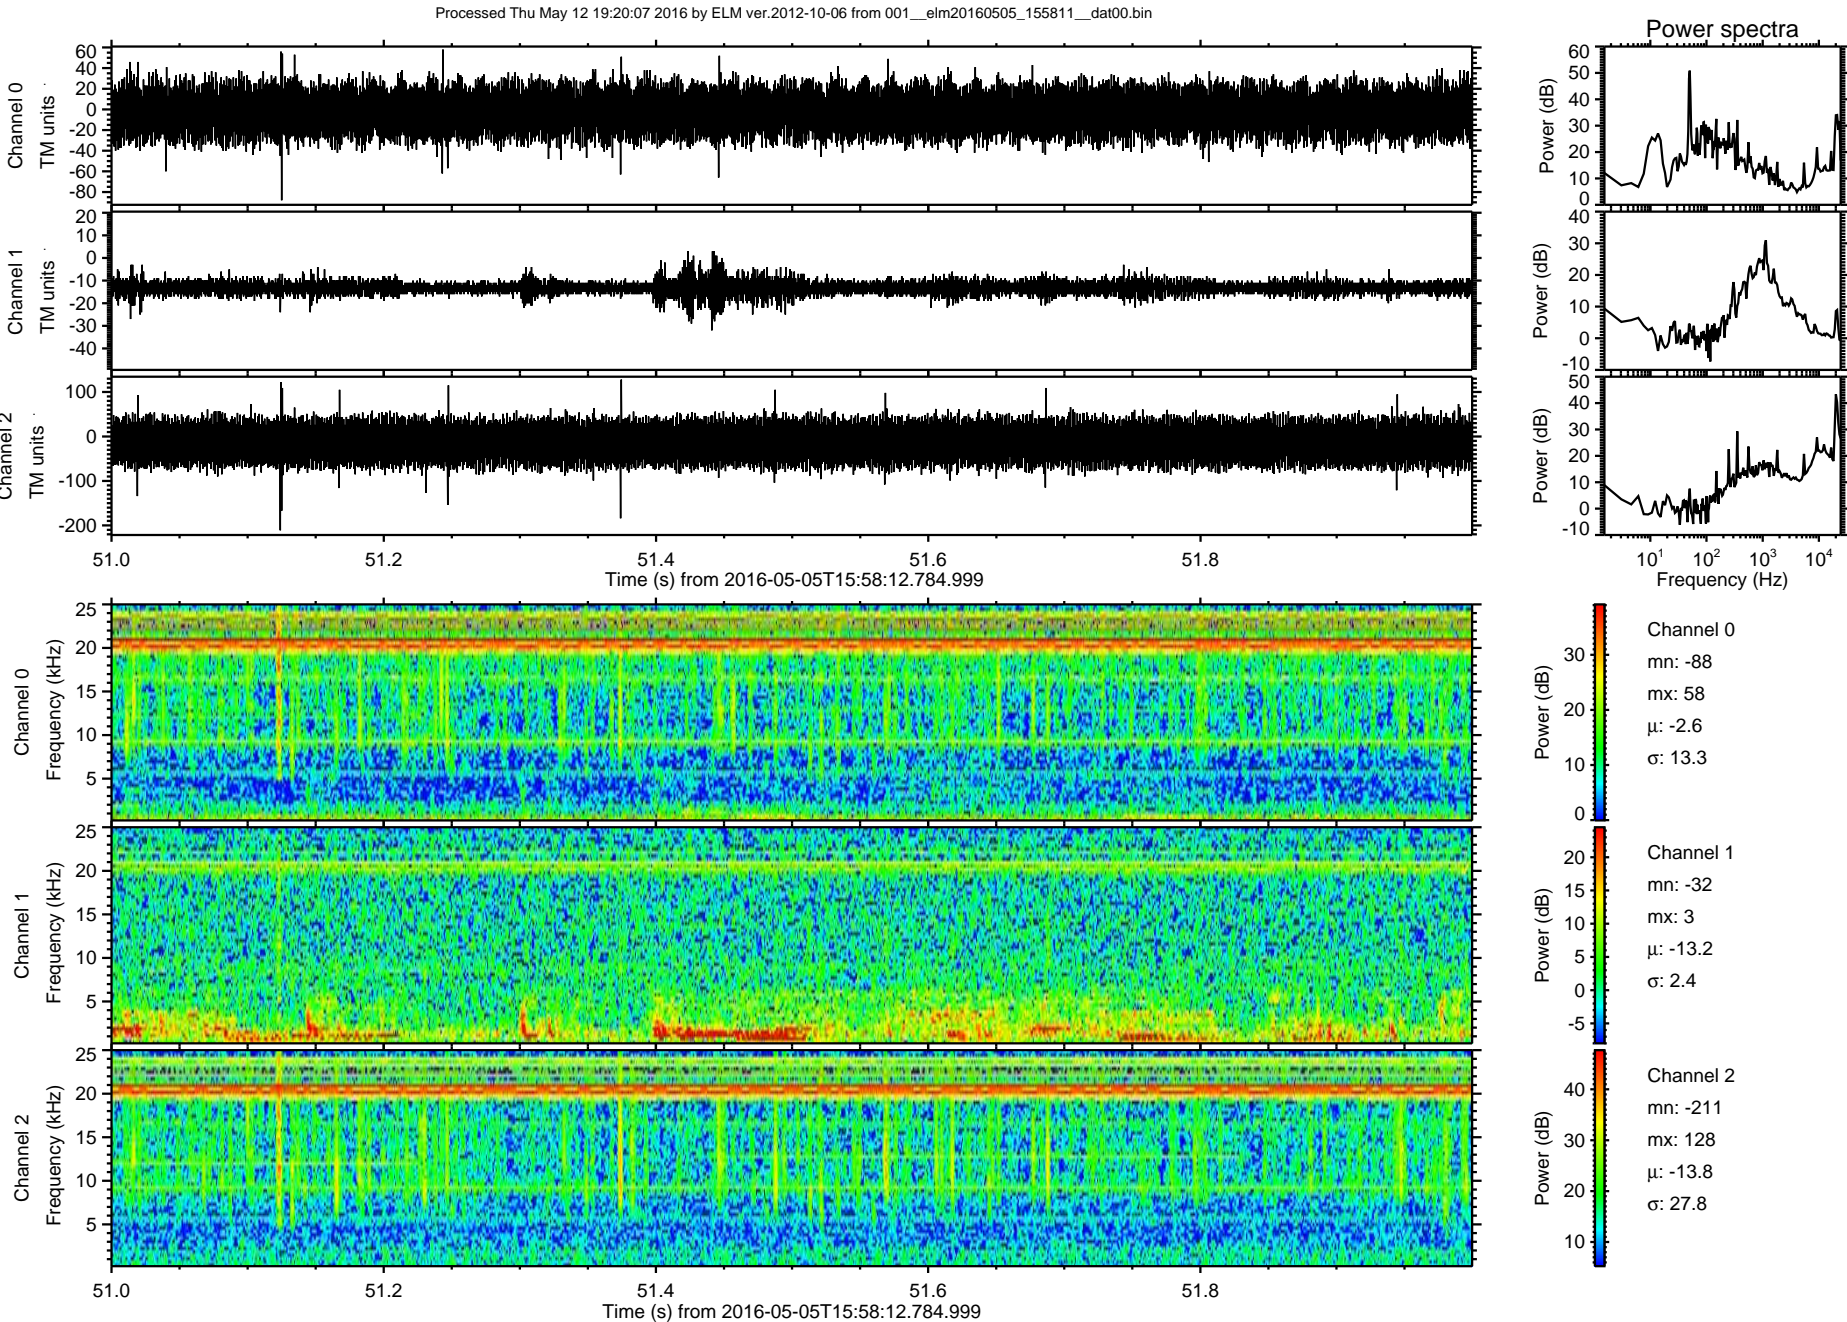 Processed Thu May 12 19:20:07 2016 by ELM ver.2012-10-06 from 001__elm20160505_155811__dat00.bin
Power spectra
Channel 0
TM units
60
40
20
0
-20
-40
-60
-80
Power (dB)
60
50
40
30
20
10
0
Channel 1
TM units
20
10
0
-10
-20
-30
-40
Power (dB)
40
30
20
10
0
-10
Channel 2
TM units
100
0
-100
-200
Power (dB)
50
40
30
20
10
0
-10
51.0 51.2 51.4 51.6 51.8
Time (s) from 2016-05-05T15:58:12.784.999
10^1 10^2 10^3 10^4
Frequency (Hz)
Channel 0
Frequency (kHz)
25
20
15
10
5
Power (dB)
30
20
10
0
Channel 0
mn: -88
mx: 58
μ: -2.6
σ: 13.3
Channel 1
Frequency (kHz)
25
20
15
10
5
Power (dB)
20
15
10
5
0
-5
Channel 1
mn: -32
mx: 3
μ: -13.2
σ: 2.4
Channel 2
Frequency (kHz)
25
20
15
10
5
Power (dB)
40
30
20
10
Channel 2
mn: -211
mx: 128
μ: -13.8
σ: 27.8
51.0 51.2 51.4 51.6 51.8
Time (s) from 2016-05-05T15:58:12.784.999